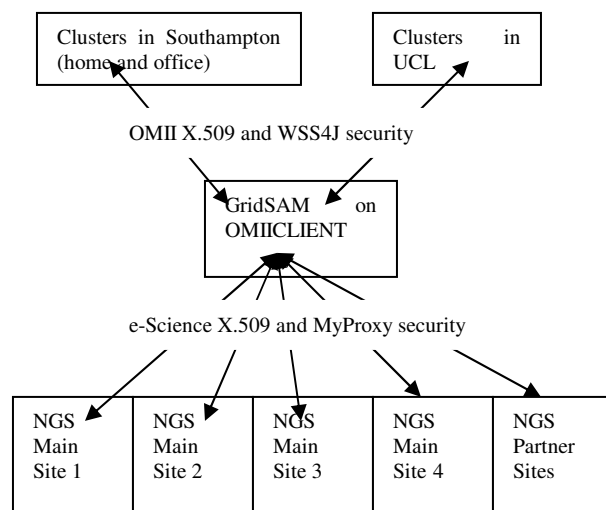 Clusters in Southampton
(home and office)
Clusters in
UCL
OMII X.509 and WSS4J security
GridSAM on
OMIICLIENT
e-Science X.509 and MyProxy security
NGS
Main
Site 1
NGS
Main
Site 2
NGS
Main
Site 3
NGS
Main
Site 4
NGS
Partner
Sites